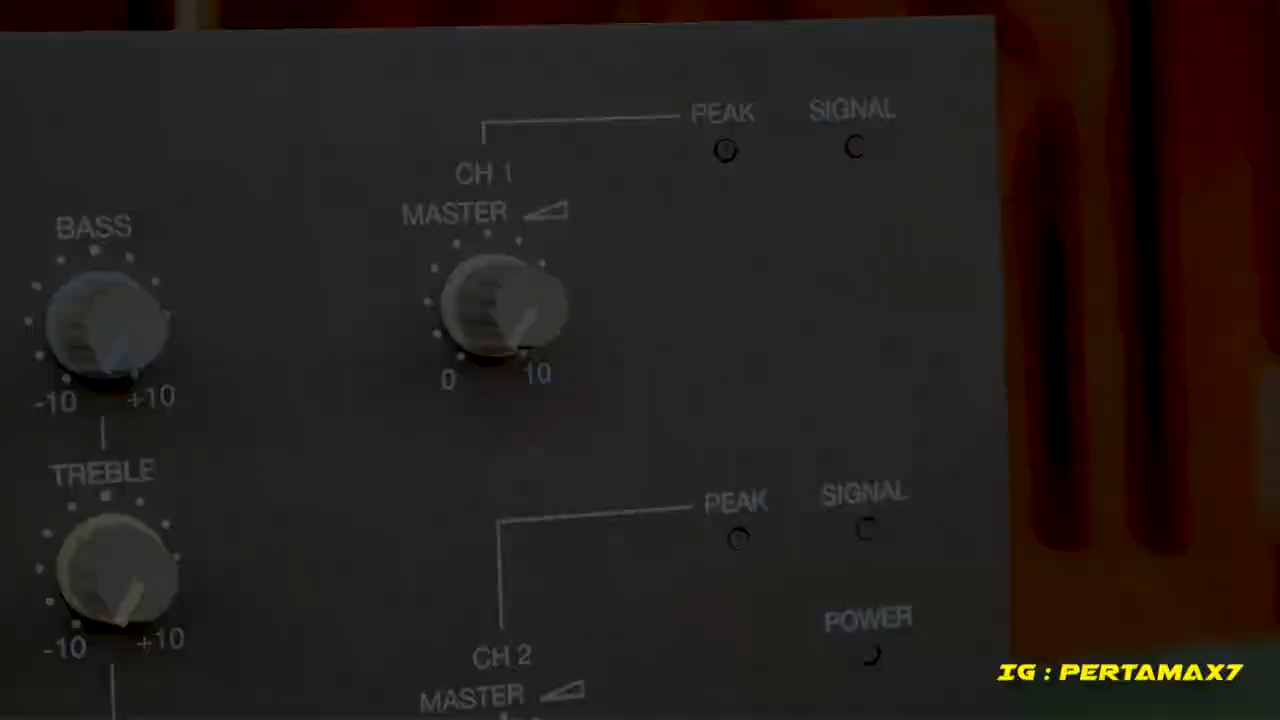 PEAK SIGNAL
CH 1
MASTER
BASS
0 10
-10 +10
TREBLE
PEAK SIGNAL
POWER
-10 +10
CH 2
MASTER
IG : PERTAMAX7